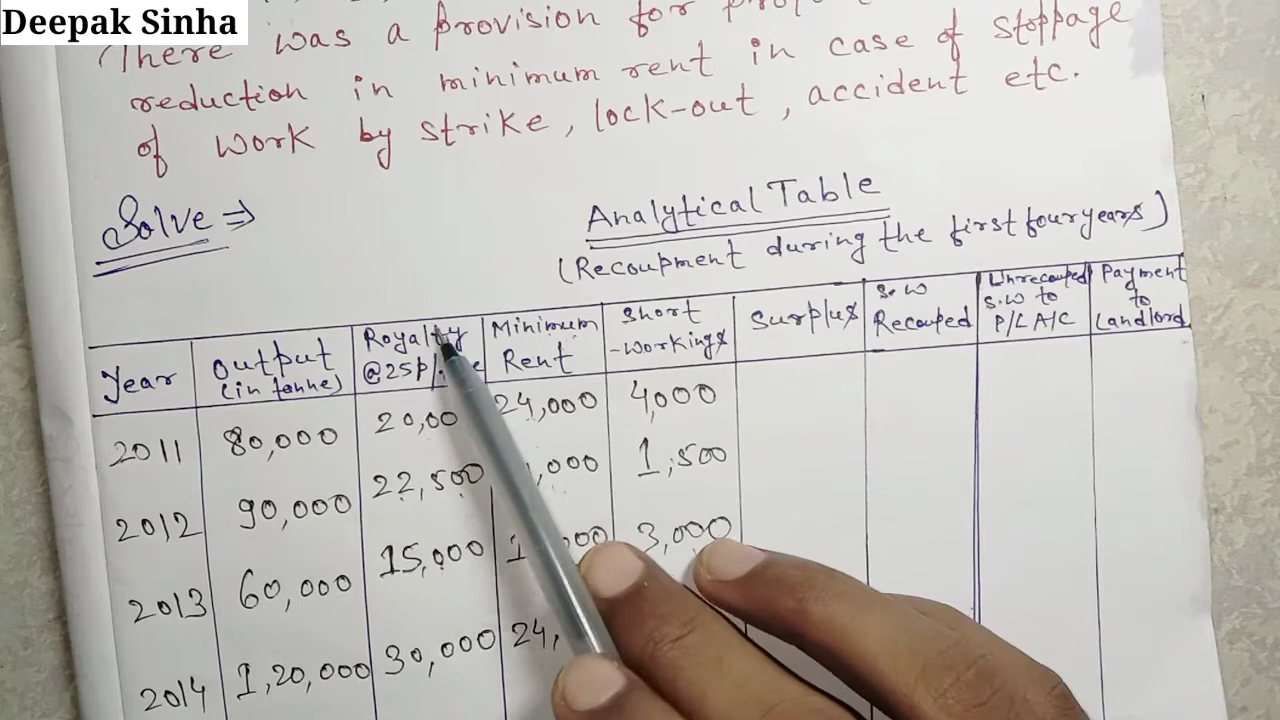 Deepak Sinha
There was a provision for
reduction in minimum rent in case of stoppage
of work by strike, lock-out, accident etc.
Solve ⇒
Analytical Table
(Recoupment during the first four years)
Year Output (in tonne) Royalty @25P/ Minimum Rent Short-workings Surplus S.W Recouped Unrecouped S.W to P/L A/C Payment to Landlord
2011 80,000 20,00 24,000 4,000
2012 90,000 22,500 ,000 1,500
2013 60,000 15,000 3,000
2014 1,20,000 30,000 24,